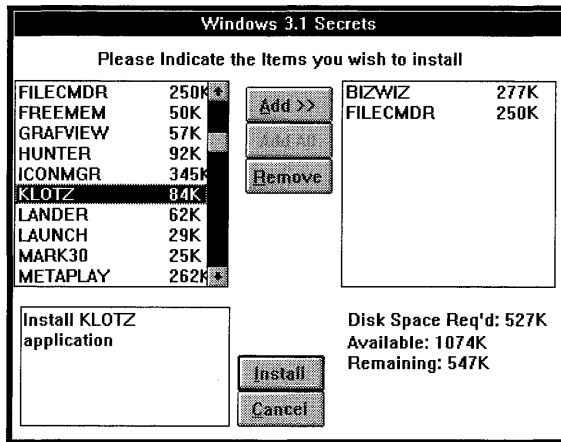 Windows 3.1 Secrets
Please Indicate the Items you wish to install
FILECMDR 250K
FREEMEM 50K
GRAFVIEW 57K
HUNTER 92K
ICONMGR 345K
KLOTZ 84K
LANDER 62K
LAUNCH 29K
MARK30 25K
METAPLAY 262K
Add >>
Add All
Remove
BIZWIZ 277K
FILECMDR 250K
Install KLOTZ
application
Install
Cancel
Disk Space Req'd: 527K
Available: 1074K
Remaining: 547K